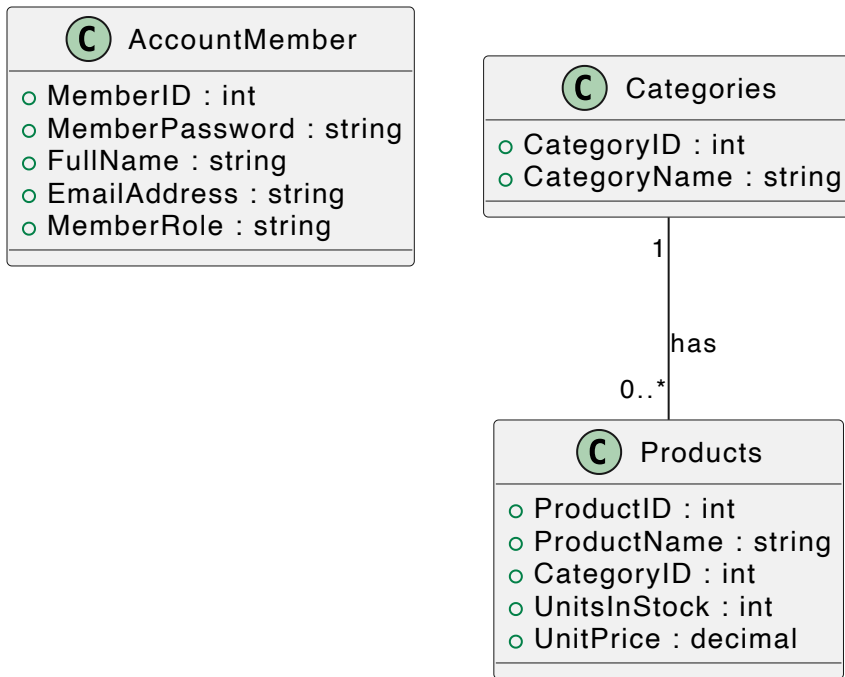 C AccountMember
MemberID : int
MemberPassword : string
FullName : string
EmailAddress : string
MemberRole : string
C Categories
CategoryID : int
CategoryName : string
1
has
0..*
C Products
ProductID : int
ProductName : string
CategoryID : int
UnitsInStock : int
UnitPrice : decimal